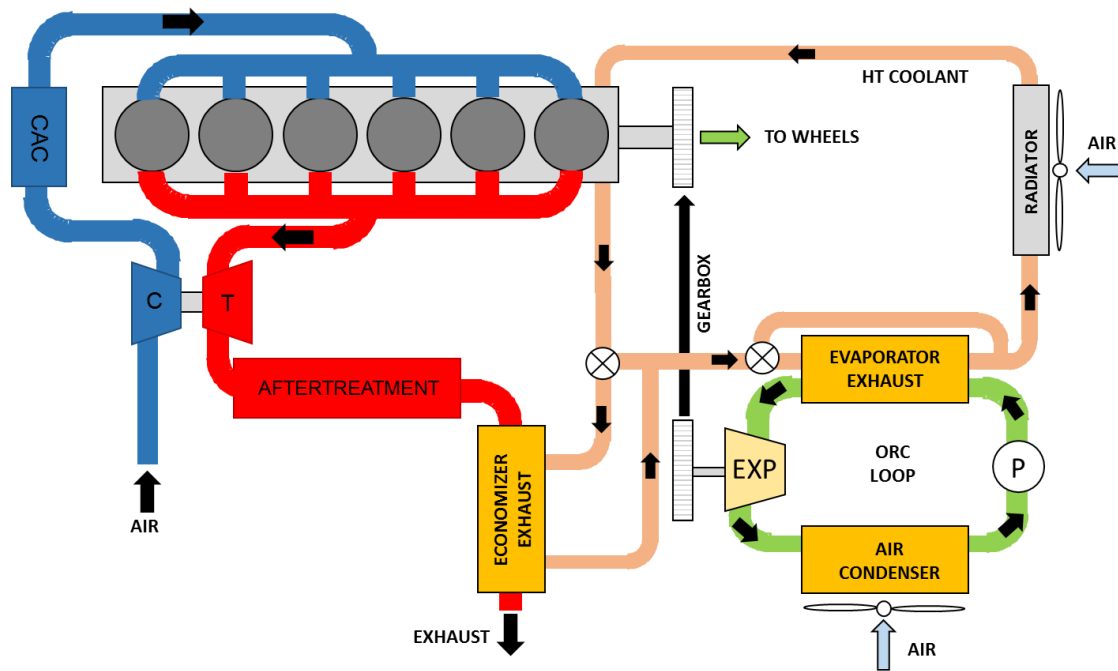 CAC
HT COOLANT
TO WHEELS
AIR
RADIATOR
C
T
GEARBOX
AFTERTREATMENT
EVAPORATOR
EXHAUST
ECONOMIZER
EXHAUST
EXP
ORC
LOOP
P
AIR
AIR
CONDENSER
EXHAUST
AIR